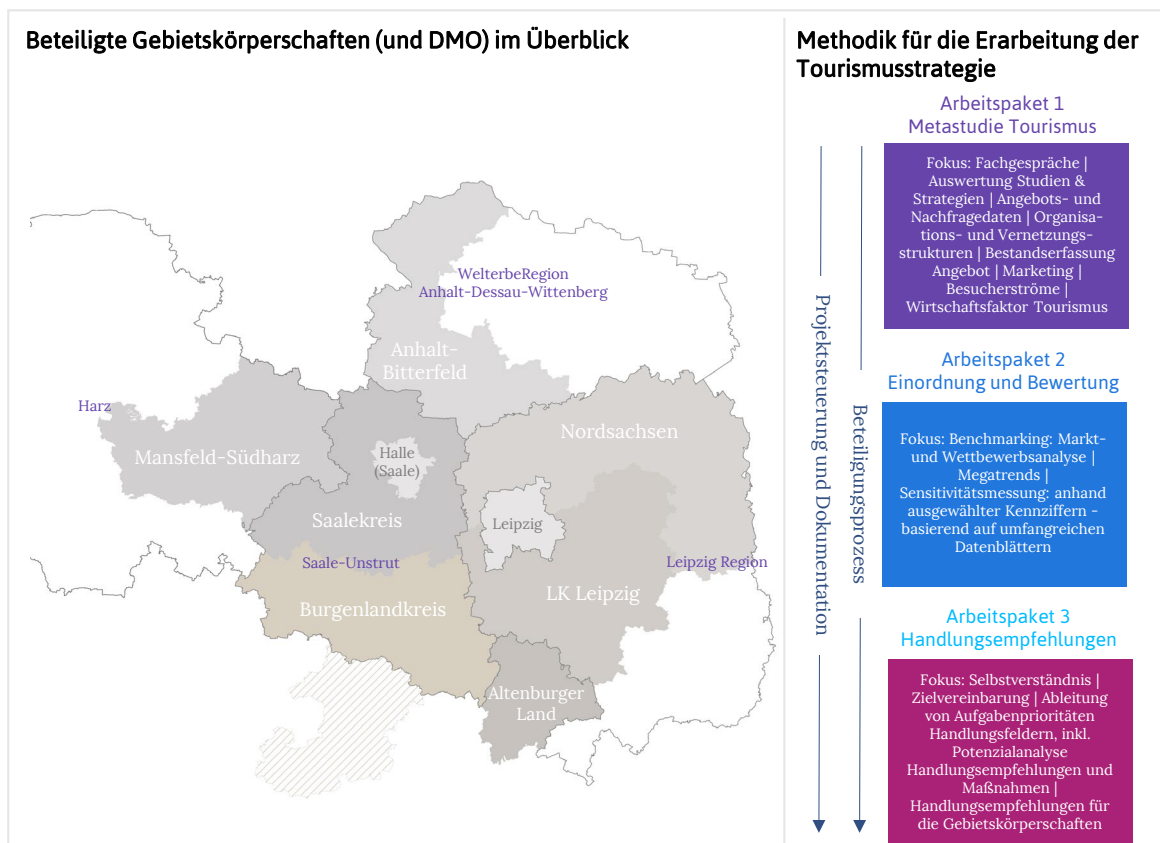 Beteiligte Gebietskörperschaften (und DMO) im Überblick
WelterbeRegion
Anhalt-Dessau-Wittenberg
Anhalt-
Bitterfeld
Harz
Nordsachsen
Mansfeld-Südharz
Halle
(Saale)
Saalekreis
Leipzig
Saale-Unstrut
Leipzig Region
Burgenlandkreis
LK Leipzig
Altenburger
Land
Methodik für die Erarbeitung der
Tourismusstrategie
Projektsteuerung und Dokumentation
Beteiligungsprozess
Arbeitspaket 1
Metastudie Tourismus
Fokus: Fachgespräche |
Auswertung Studien &
Strategien | Angebots- und
Nachfragedaten | Organisa-
tions- und Vernetzungs-
strukturen | Bestandserfassung
Angebot | Marketing |
Besucherströme |
Wirtschaftsfaktor Tourismus
Arbeitspaket 2
Einordnung und Bewertung
Fokus: Benchmarking: Markt-
und Wettbewerbsanalyse |
Megatrends |
Sensitivitätsmessung: anhand
ausgewählter Kennziffern -
basierend auf umfangreichen
Datenblättern
Arbeitspaket 3
Handlungsempfehlungen
Fokus: Selbstverständnis |
Zielvereinbarung | Ableitung
von Aufgabenprioritäten
Handlungsfeldern, inkl.
Potenzialanalyse
Handlungsempfehlungen und
Maßnahmen |
Handlungsempfehlungen für
die Gebietskörperschaften